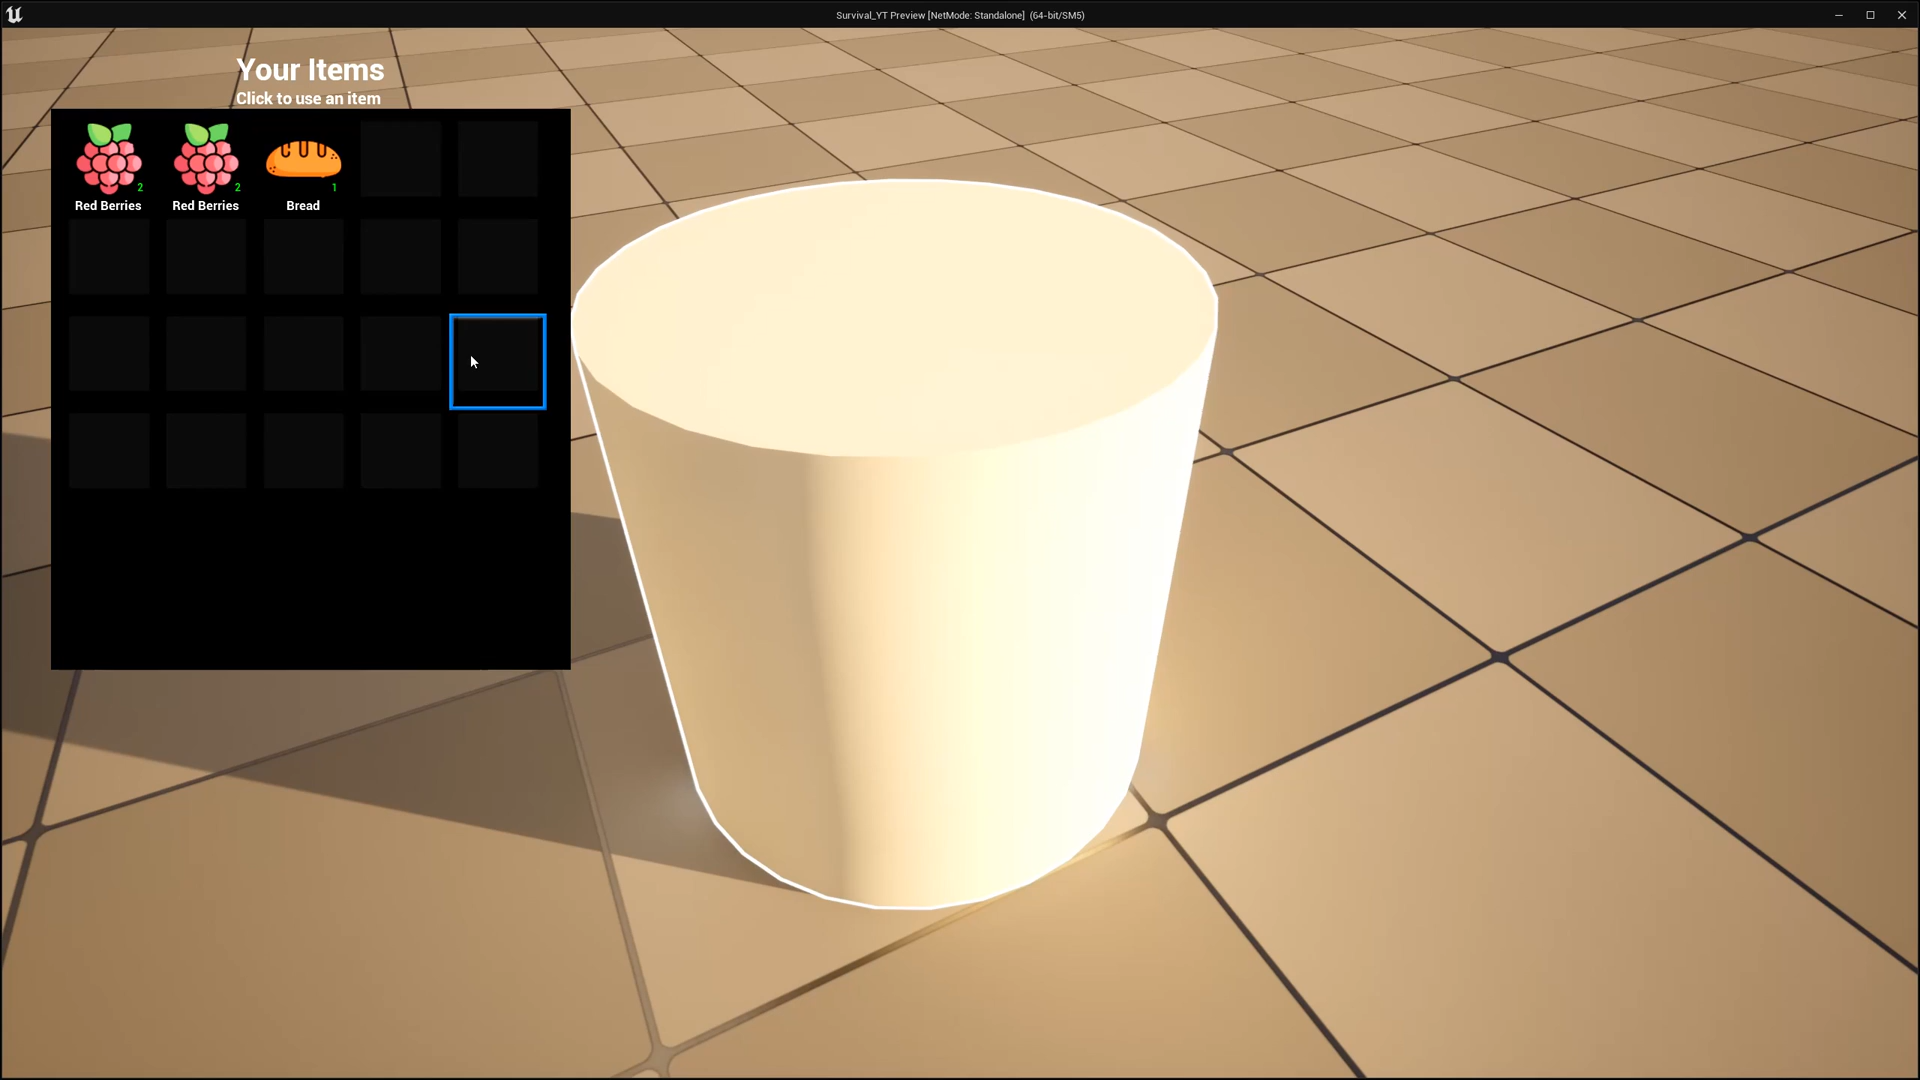 Survival_YT Preview [NetMode: Standalone] (64-bit/SM5)
Your Items
Click to use an item
2 2 1
Red Berries Red Berries Bread